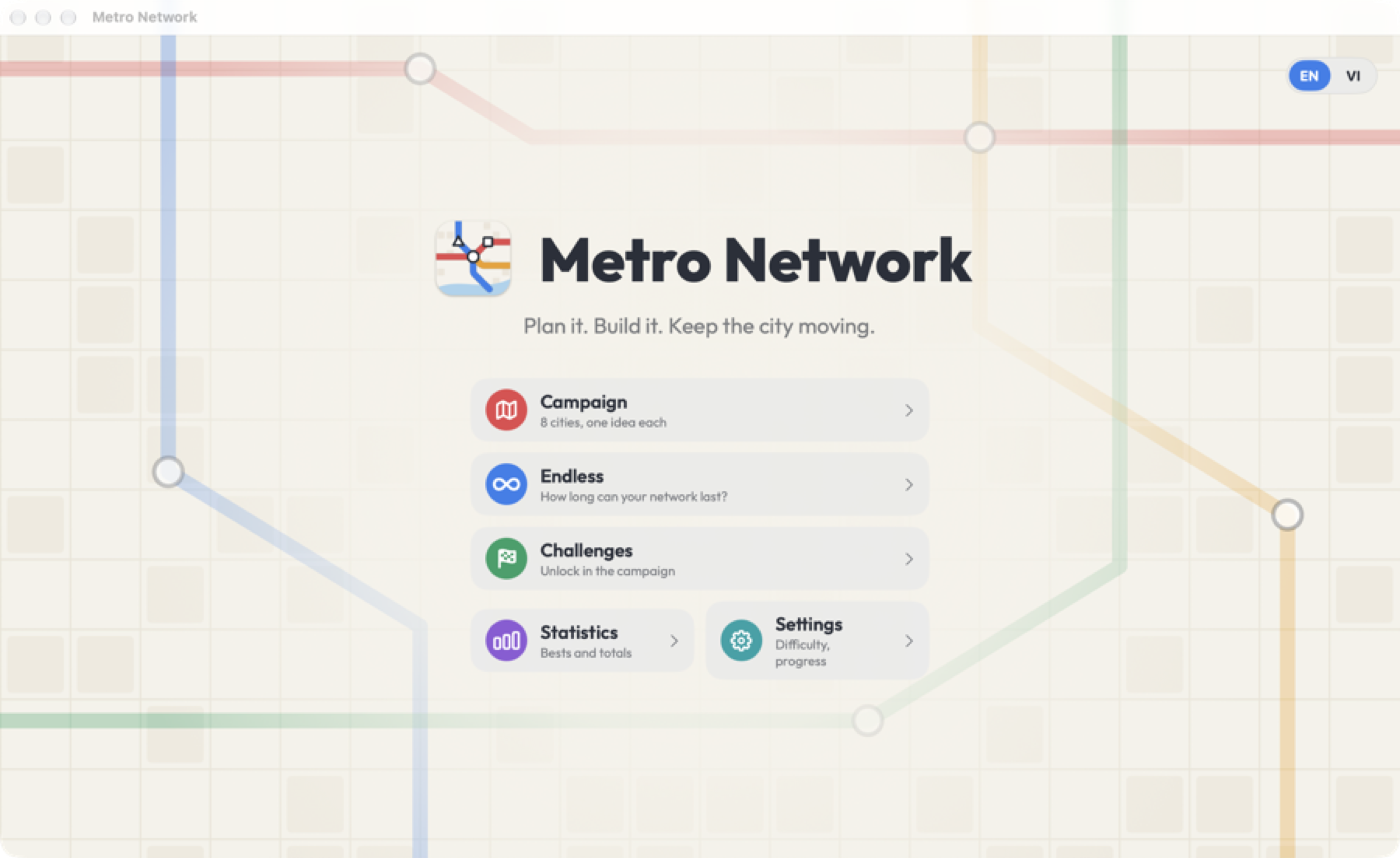 Metro Network
EN VI
Metro Network
Plan it. Build it. Keep the city moving.
Campaign
8 cities, one idea each
Endless
How long can your network last?
Challenges
Unlock in the campaign
Statistics
Bests and totals
Settings
Difficulty,
progress